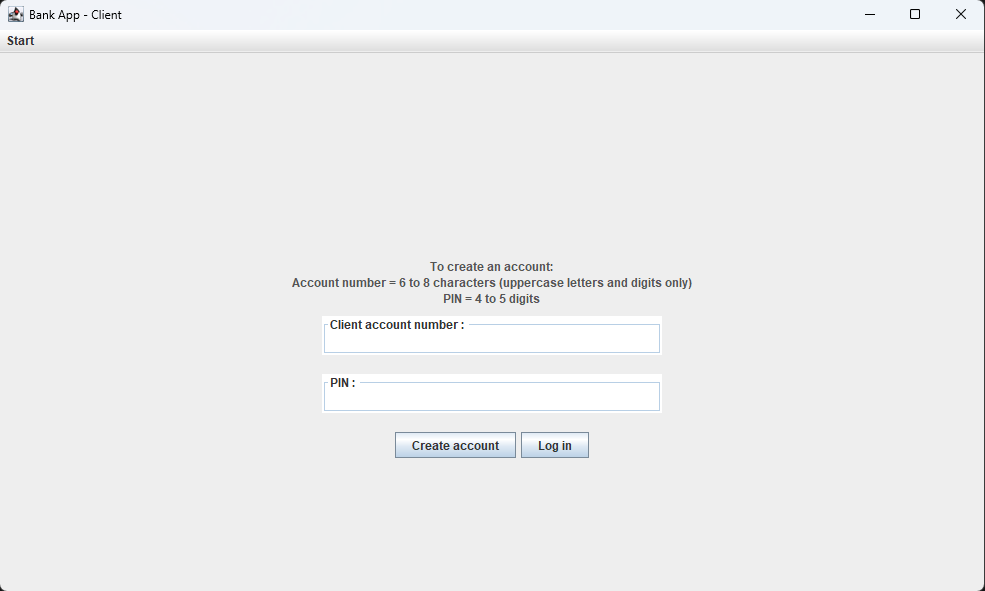 Bank App - Client
Start
To create an account:
Account number = 6 to 8 characters (uppercase letters and digits only)
PIN = 4 to 5 digits
Client account number :
PIN :
Create account
Log in